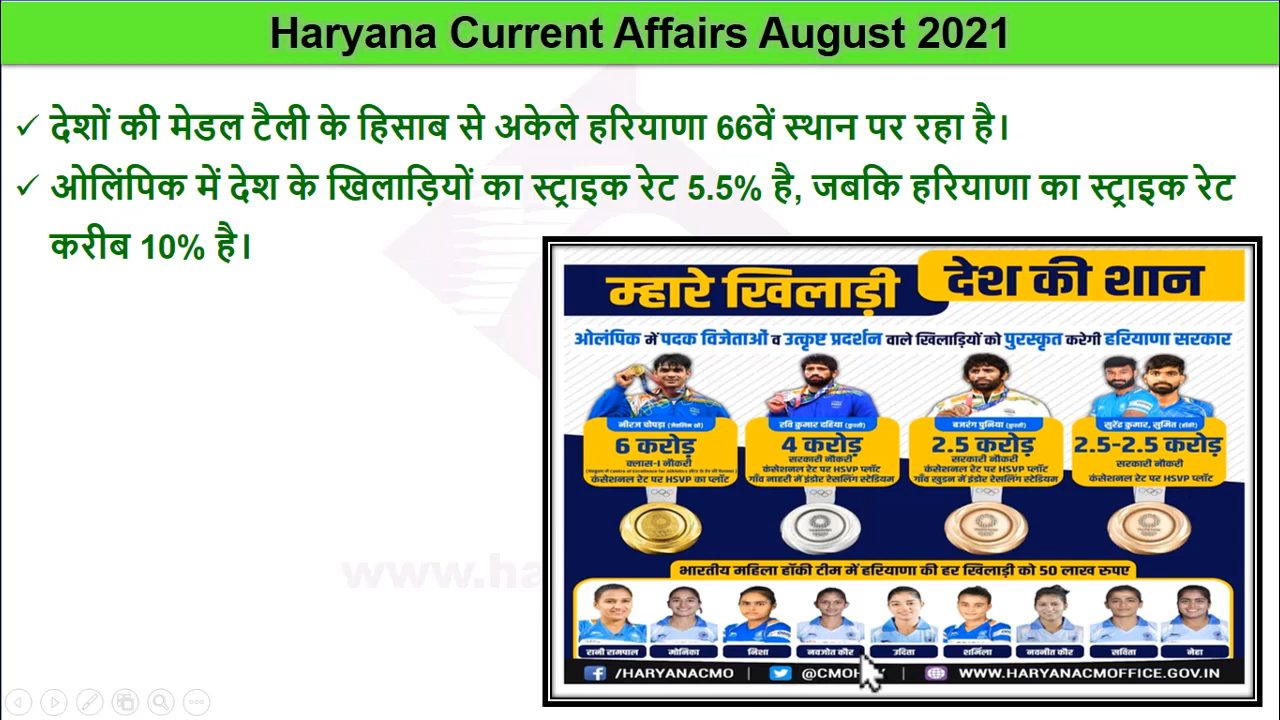 Haryana Current Affairs August 2021
✓ देशों की मेडल टैली के हिसाब से अकेले हरियाणा 66वें स्थान पर रहा है।
✓ ओलिंपिक में देश के खिलाड़ियों का स्ट्राइक रेट 5.5% है, जबकि हरियाणा का स्ट्राइक रेट
करीब 10% है।
म्हारे खिलाड़ी देश की शान
ओलंपिक में पदक विजेताओं व उत्कृष्ट प्रदर्शन वाले खिलाड़ियों को पुरस्कृत करेगी हरियाणा सरकार
नीरज चोपड़ा (जैवलिन थ्रो)
6 करोड़
क्लास-I नौकरी
कंसेशनल रेट पर HSVP का प्लॉट
रवि कुमार दहिया (कुश्ती)
4 करोड़
सरकारी नौकरी
कंसेशनल रेट पर HSVP प्लॉट
गाँव नाहरी में इंडोर रेसलिंग स्टेडियम
बजरंग पुनिया (कुश्ती)
2.5 करोड़
सरकारी नौकरी
कंसेशनल रेट पर HSVP प्लॉट
गाँव खुडन में इंडोर रेसलिंग स्टेडियम
सुरेंद्र कुमार, सुमित (हॉकी)
2.5-2.5 करोड़
सरकारी नौकरी
कंसेशनल रेट पर HSVP प्लॉट
भारतीय महिला हॉकी टीम में हरियाणा की हर खिलाड़ी को 50 लाख रुपए
रानी रामपाल मोनिका निशा नवजोत कौर उदिता शर्मिला नवनीत कौर सविता नेहा
/HARYANACMO | @CMOH | WWW.HARYANACMOFFICE.GOV.IN
www.ha